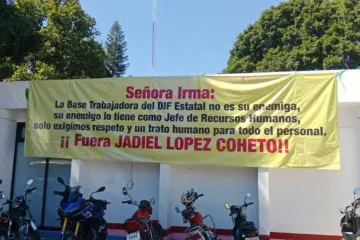 Señora Irma:
La Base Trabajadora del DIF Estatal no es su enemiga,
su enemigo lo tiene como Jefe de Recursos Humanos,
solo exigimos respeto y un trato humano para todo el personal.
¡¡ Fuera JADIEL LOPEZ COHETO!!